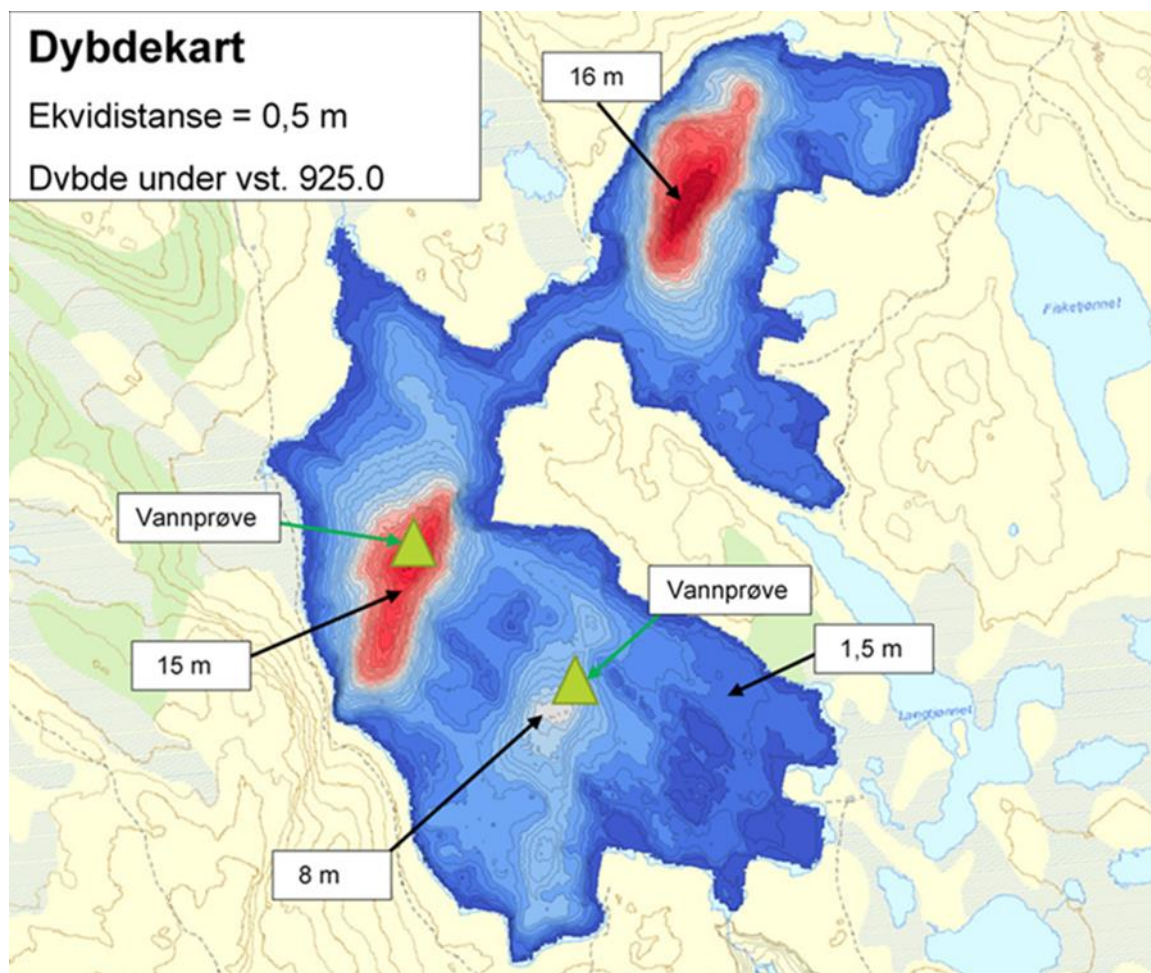 Dybdekart
Ekvidistanse = 0,5 m
Dvbde under vst. 925.0
16 m
Fisketjønnet
Vannprøve
Vannprøve
15 m
1,5 m
Langtjønnet
8 m